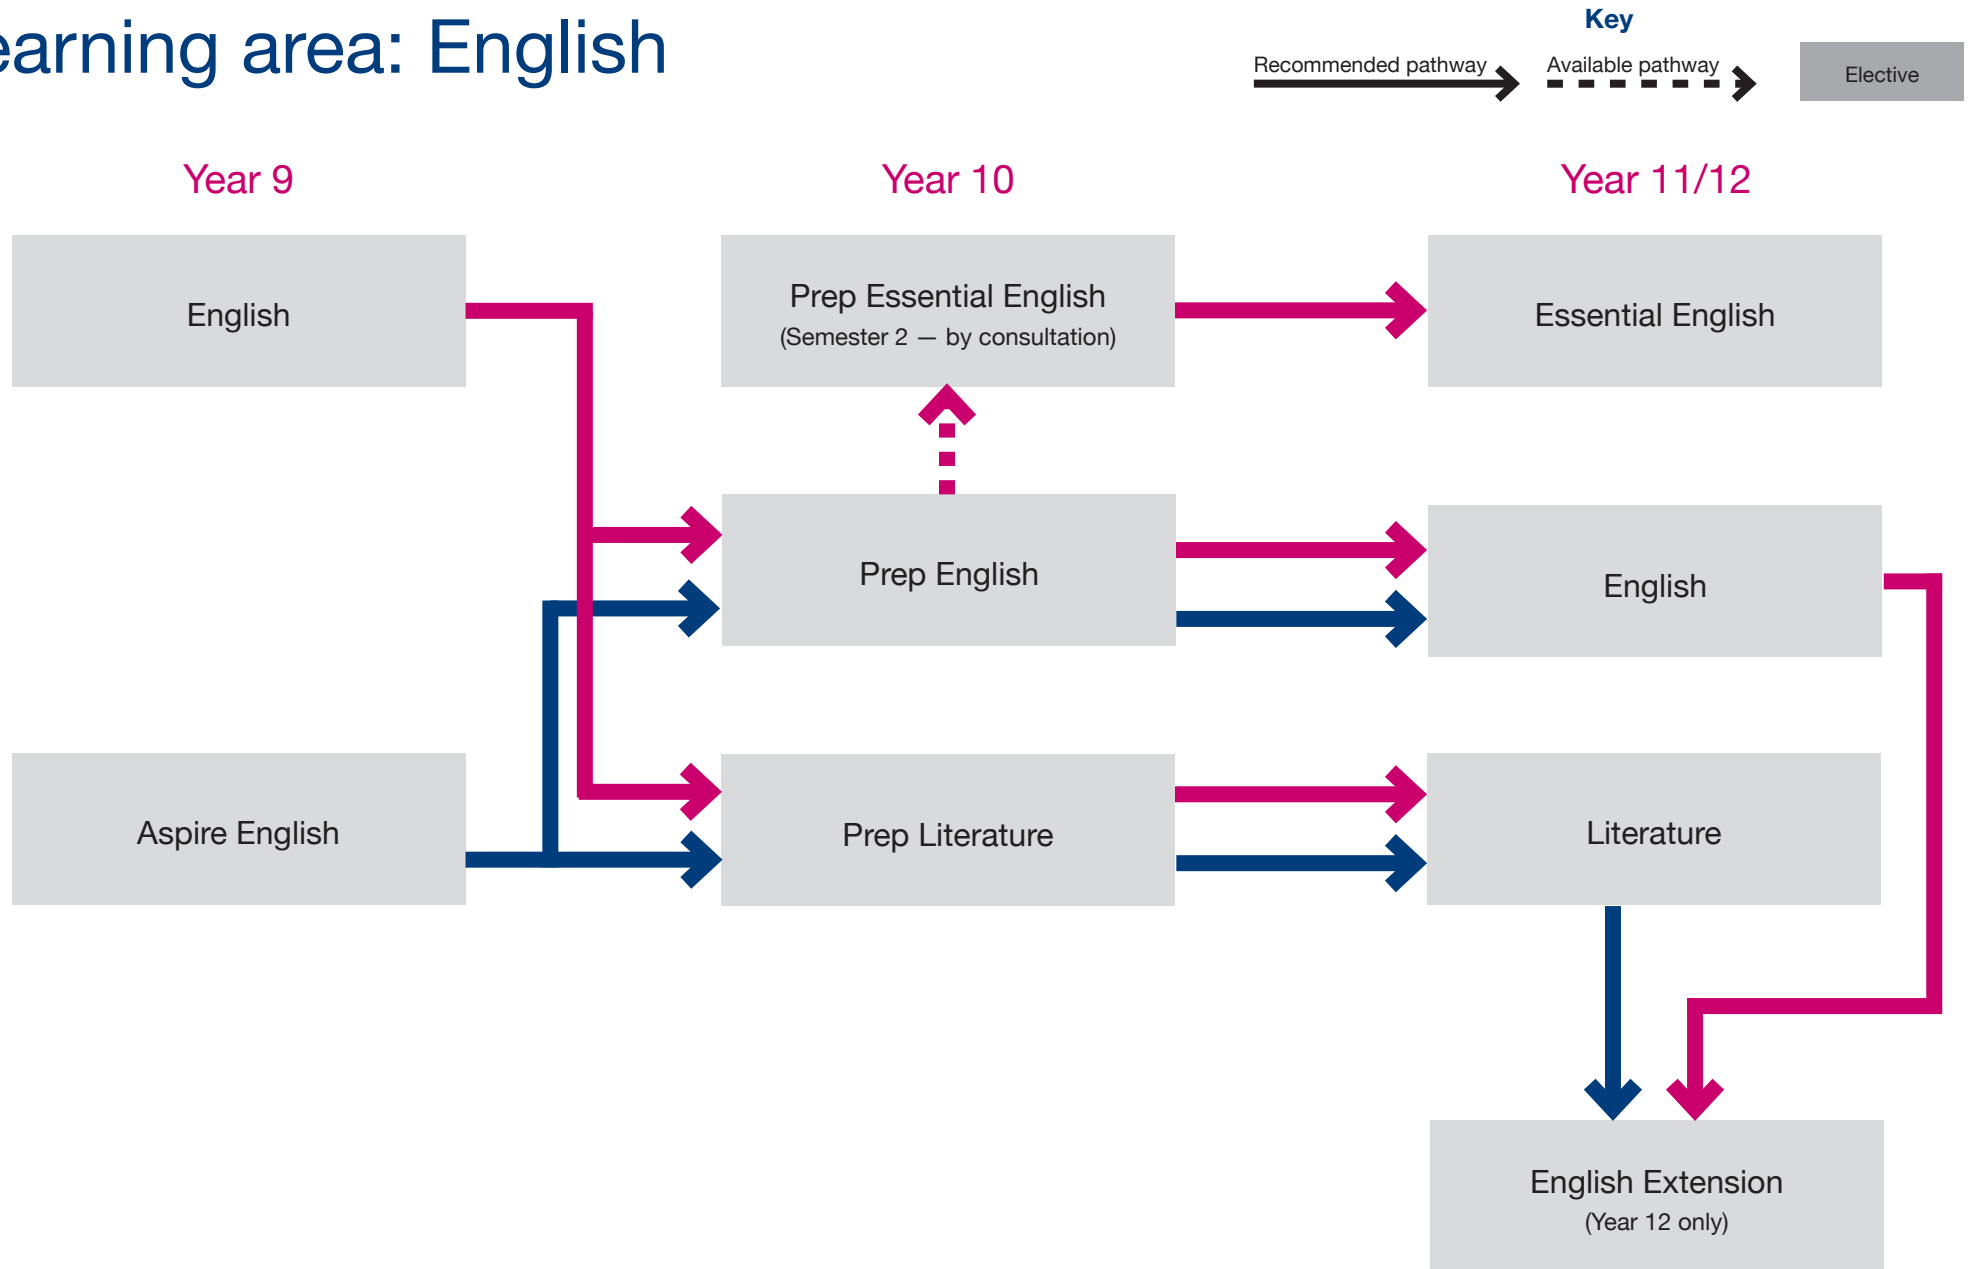 earning area: English
Key
Recommended pathway
Available pathway
Elective
Year 9
Year 10
Year 11/12
English
Prep Essential English
(Semester 2 — by consultation)
Essential English
Prep English
English
Aspire English
Prep Literature
Literature
English Extension
(Year 12 only)